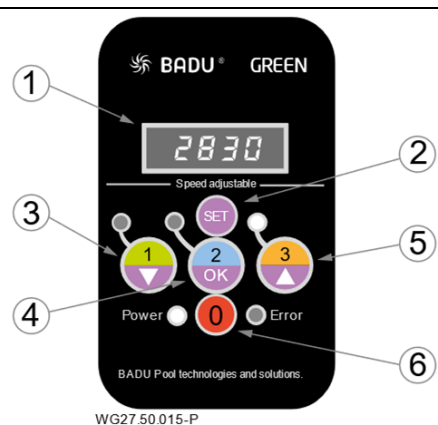 BADU® GREEN
1
2830
2
Speed adjustable
3
SET
1
2
OK
3
5
4
Power
0
Error
6
BADU Pool technologies and solutions.
WG27.50.015-P